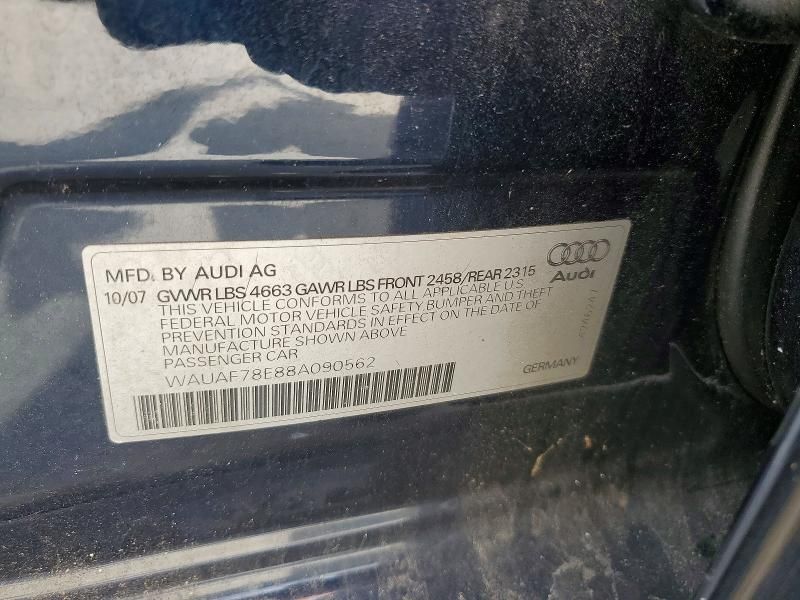 MFD. BY AUDI AG
10/07 GVWR LBS 4663 GAWR LBS FRONT 2458/REAR 2315
THIS VEHICLE CONFORMS TO ALL APPLICABLE U S
FEDERAL MOTOR VEHICLE SAFETY BUMPER AND THEFT
PREVENTION STANDARDS IN EFFECT ON THE DATE OF
MANUFACTURE SHOWN ABOVE
PASSENGER CAR
WAUAF78E88A090562
Audi
GERMANY